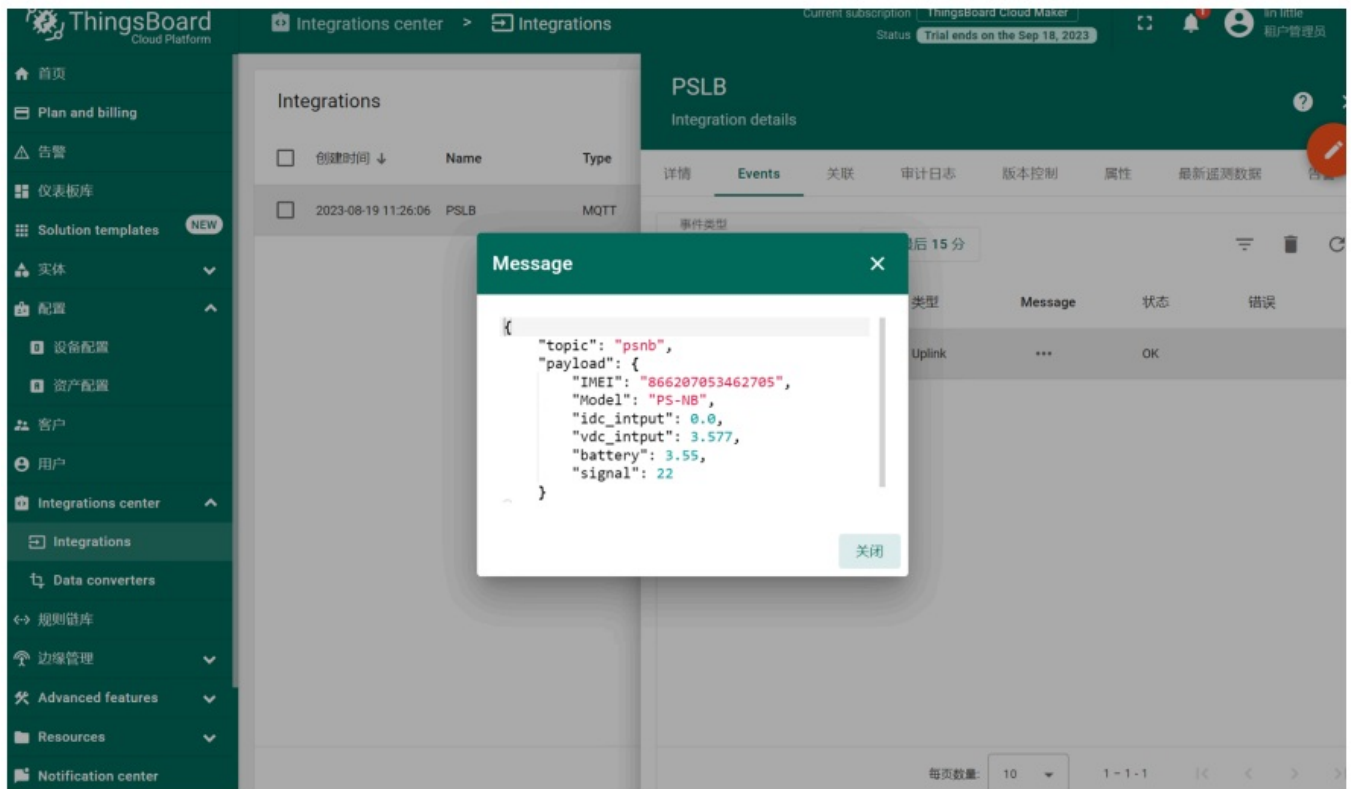 ThingsBoard
Cloud Platform
Integrations center > Integrations
Current subscription ThingsBoard Cloud Maker
Status Trial ends on the Sep 18, 2023
lin little
租户管理员
首页
Plan and billing
告警
仪表板库
Solution templates NEW
实体
配置
设备配置
资产配置
客户
用户
Integrations center
Integrations
Data converters
规则链库
边缘管理
Advanced features
Resources
Notification center
Integrations
创建时间 Name Type
2023-08-19 11:26:06 PSLB MQTT
PSLB
Integration details
详情 Events 关联 审计日志 版本控制 属性 最新遥测数据
事件类型
后 15 分
类型 Message 状态 错误
Uplink ••• OK
Message
{
"topic": "psnb",
"payload": {
"IMEI": "866207053462705",
"Model": "PS-NB",
"idc_intput": 0.0,
"vdc_intput": 3.577,
"battery": 3.55,
"signal": 22
}
关闭
每页数量: 10 1 – 1 - 1